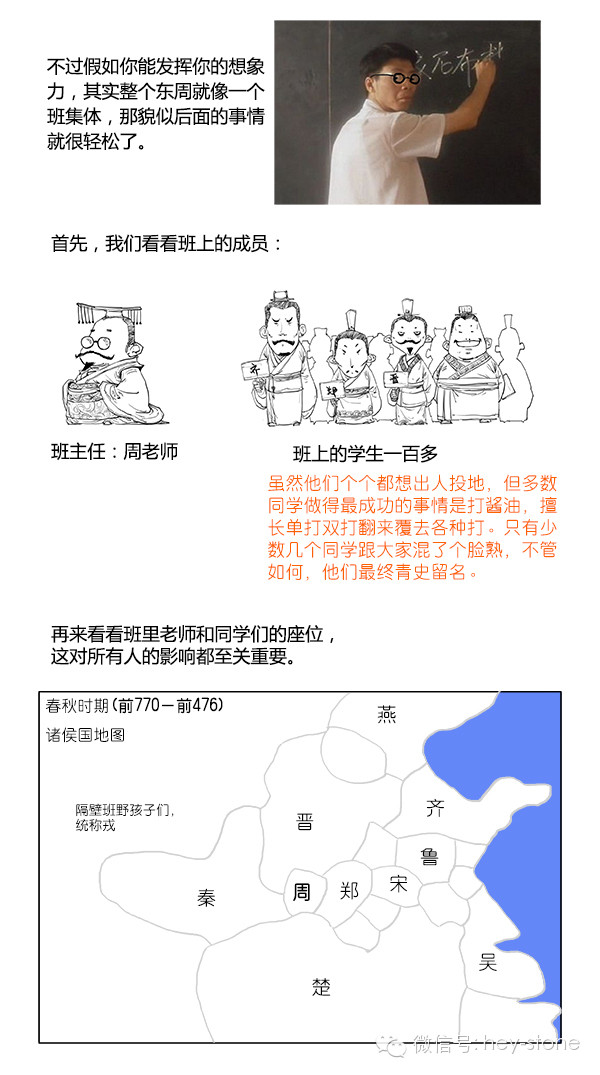 不过假如你能发挥你的想象
力，其实整个东周就像一个
班集体，那貌似后面的事情
就很轻松了。
尼布料
首先，我们看看班上的成员：
郑
晋
班主任：周老师
班上的学生一百多
虽然他们个个都想出人投地，但多数
同学做得最成功的事情是打酱油，擅
长单打双打翻来覆去各种打。只有少
数几个同学跟大家混了个脸熟，不管
如何，他们最终青史留名。
再来看看班里老师和同学们的座位，
这对所有人的影响都至关重要。
春秋时期(前770－前476)
诸侯国地图
隔壁班野孩子们，
统称戎
燕
晋
齐
鲁
秦
周
郑
宋
楚
吴
微信号: hey-stone